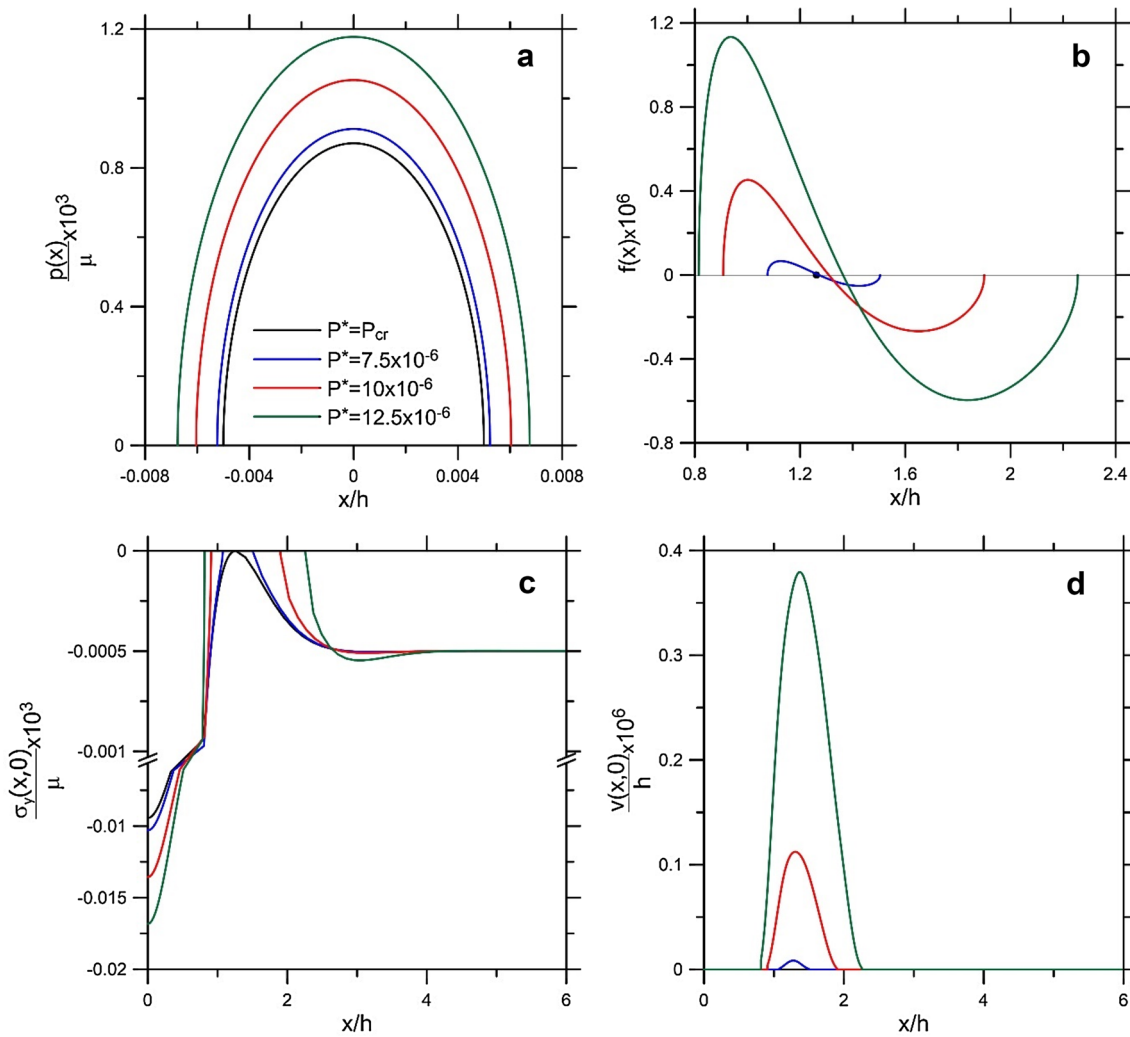 a
1.2
0.8
0.4
0
p(x)/μ x10³
P*=Pcr
P*=7.5x10⁻⁶
P*=10x10⁻⁶
P*=12.5x10⁻⁶
-0.008 -0.004 0 0.004 0.008
x/h
b
1.2
0.8
0.4
0
-0.4
-0.8
f(x)x10⁶
0.8 1.2 1.6 2 2.4
x/h
c
0
-0.0005
-0.001
-0.01
-0.015
-0.02
σy(x,0)/μ x10³
0 2 4 6
x/h
d
0.4
0.3
0.2
0.1
0
v(x,0)/h x10⁶
0 2 4 6
x/h